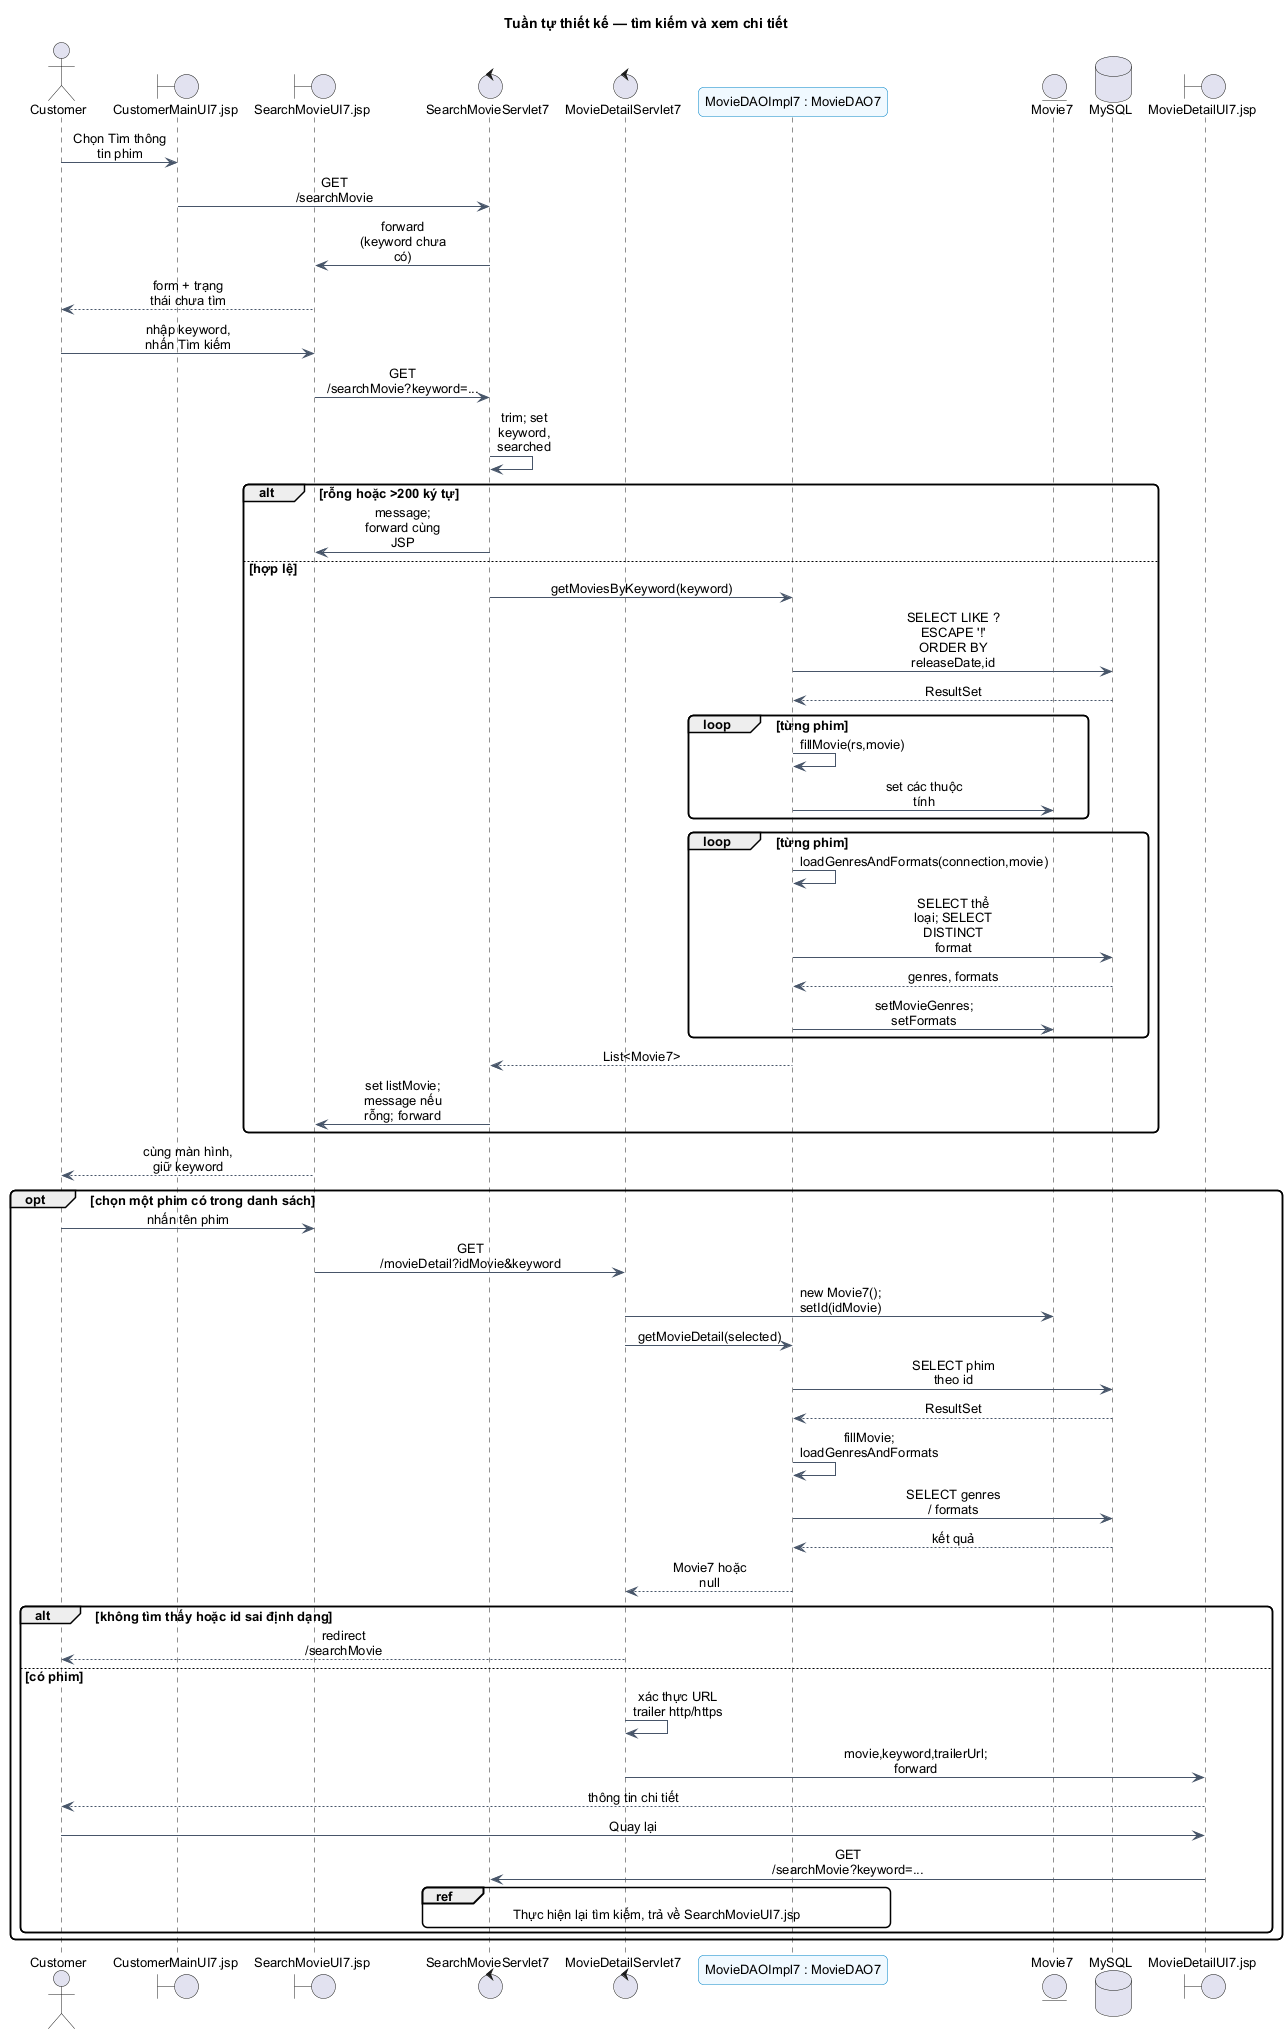 Tuần tự thiết kế — tìm kiếm và xem chi tiết
Customer
CustomerMainUI7.jsp
SearchMovieUI7.jsp
SearchMovieServlet7
MovieDetailServlet7
MovieDAOImpl7 : MovieDAO7
Movie7
MySQL
MovieDetailUI7.jsp
Chọn Tìm thông
tin phim
GET
/searchMovie
forward
(keyword chưa
có)
form + trạng
thái chưa tìm
nhập keyword,
nhấn Tìm kiếm
GET
/searchMovie?keyword=...
trim; set
keyword,
searched
alt
[rỗng hoặc >200 ký tự]
message;
forward cùng
JSP
[hợp lệ]
getMoviesByKeyword(keyword)
SELECT LIKE ?
ESCAPE '!'
ORDER BY
releaseDate,id
ResultSet
loop
[từng phim]
fillMovie(rs,movie)
set các thuộc
tính
loop
[từng phim]
loadGenresAndFormats(connection,movie)
SELECT thể
loại; SELECT
DISTINCT
format
genres, formats
setMovieGenres;
setFormats
List<Movie7>
set listMovie;
message nếu
rỗng; forward
cùng màn hình,
giữ keyword
opt
[chọn một phim có trong danh sách]
nhấn tên phim
GET
/movieDetail?idMovie&keyword
new Movie7();
setId(idMovie)
getMovieDetail(selected)
SELECT phim
theo id
ResultSet
fillMovie;
loadGenresAndFormats
SELECT genres
/ formats
kết quả
Movie7 hoặc
null
alt
[không tìm thấy hoặc id sai định dạng]
redirect
/searchMovie
[có phim]
xác thực URL
trailer http/https
movie,keyword,trailerUrl;
forward
thông tin chi tiết
Quay lại
GET
/searchMovie?keyword=...
ref
Thực hiện lại tìm kiếm, trả về SearchMovieUI7.jsp
Customer
CustomerMainUI7.jsp
SearchMovieUI7.jsp
SearchMovieServlet7
MovieDetailServlet7
MovieDAOImpl7 : MovieDAO7
Movie7
MySQL
MovieDetailUI7.jsp